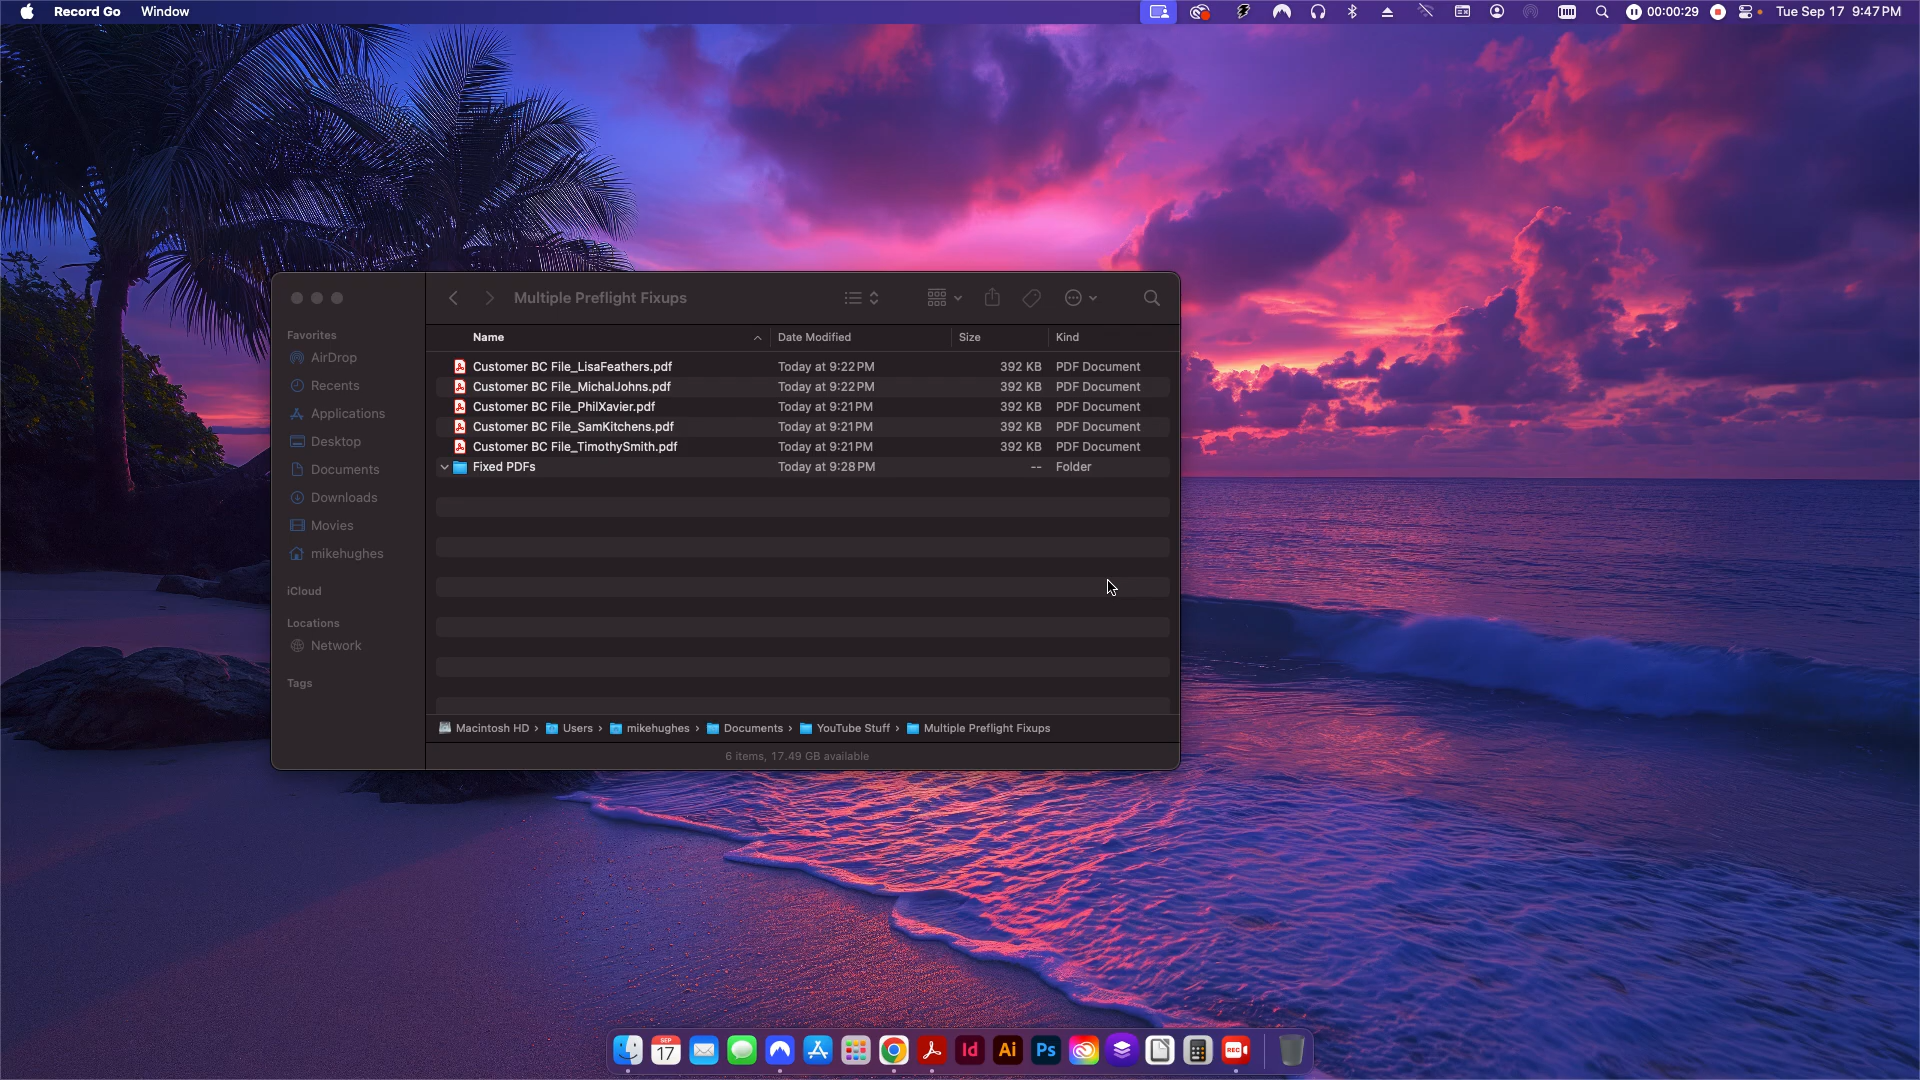 Record Go Window 00:00:29 Tue Sep 17 9:47 PM
Multiple Preflight Fixups
Favorites
AirDrop
Recents
Applications
Desktop
Documents
Downloads
Movies
mikehughes
iCloud
Locations
Network
Tags
Name Date Modified Size Kind
Customer BC File_LisaFeathers.pdf Today at 9:22 PM 392 KB PDF Document
Customer BC File_MichalJohns.pdf Today at 9:22 PM 392 KB PDF Document
Customer BC File_PhilXavier.pdf Today at 9:21 PM 392 KB PDF Document
Customer BC File_SamKitchens.pdf Today at 9:21 PM 392 KB PDF Document
Customer BC File_TimothySmith.pdf Today at 9:21 PM 392 KB PDF Document
Fixed PDFs Today at 9:28 PM -- Folder
Macintosh HD › Users › mikehughes › Documents › YouTube Stuff › Multiple Preflight Fixups
6 items, 17.49 GB available
SEP
17
Id
Ai
Ps
REC